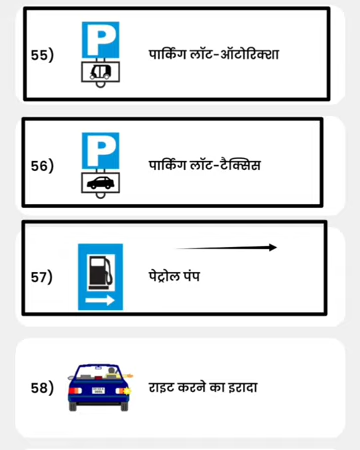 55) P पार्किंग लॉट-ऑटोरिक्शा
56) P पार्किंग लॉट-टैक्सिस
57) पेट्रोल पंप
58) राइट करने का इरादा